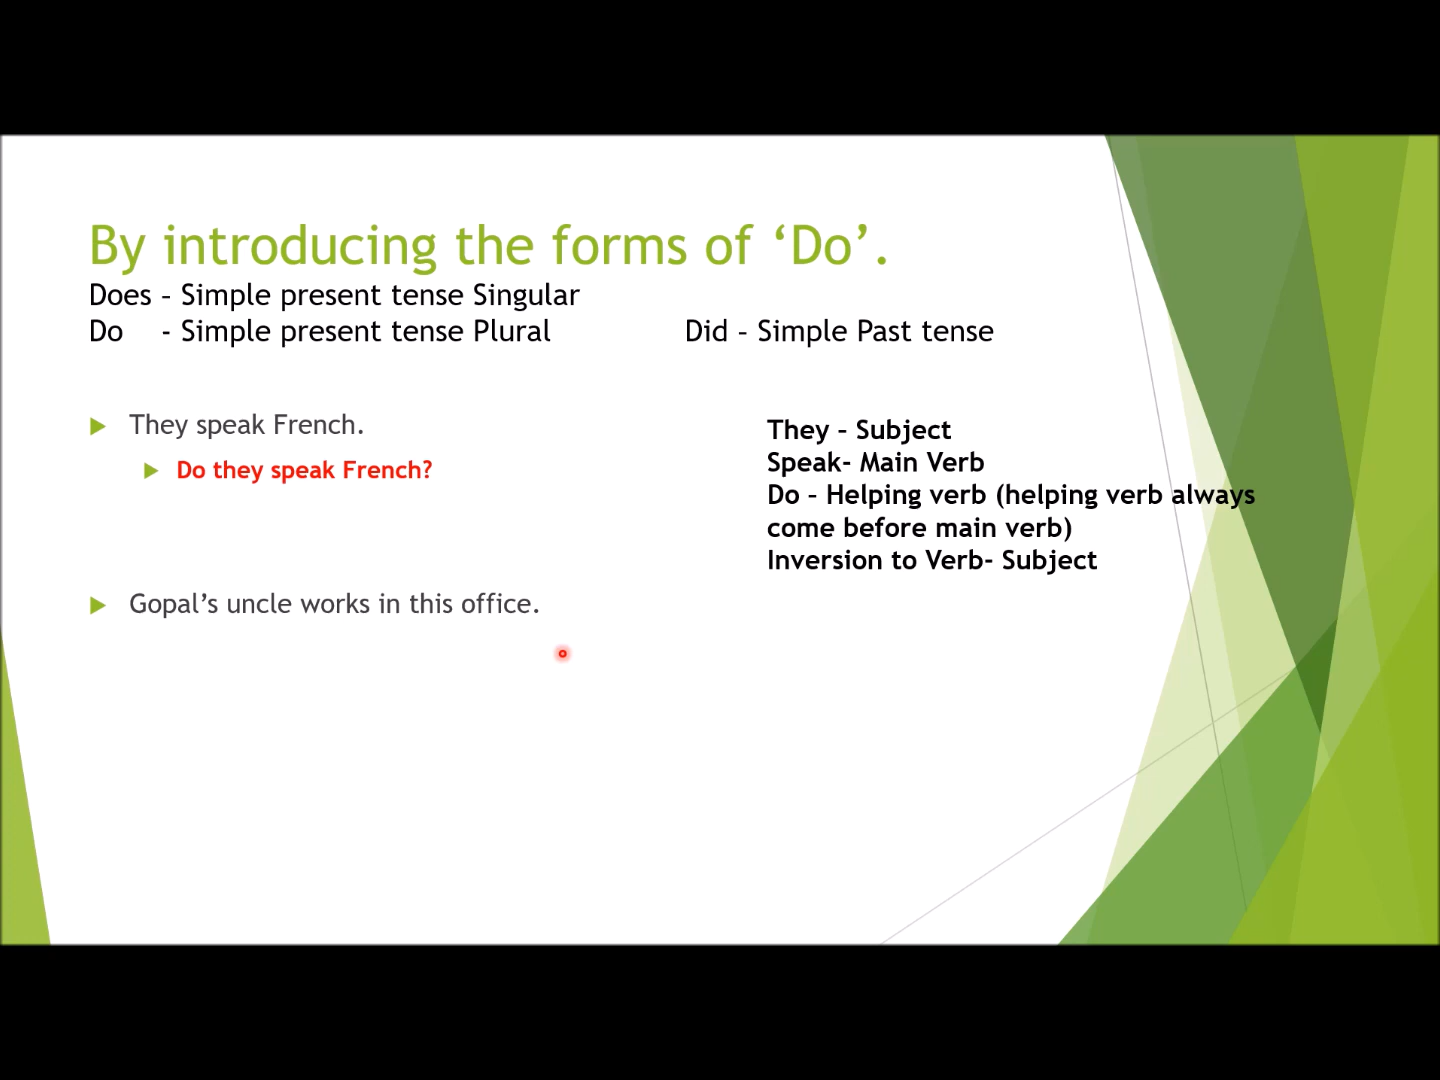 By introducing the forms of ‘Do’.
Does – Simple present tense Singular
Do - Simple present tense Plural Did – Simple Past tense
They speak French.
Do they speak French?
They – Subject
Speak- Main Verb
Do – Helping verb (helping verb always
come before main verb)
Inversion to Verb- Subject
Gopal’s uncle works in this office.